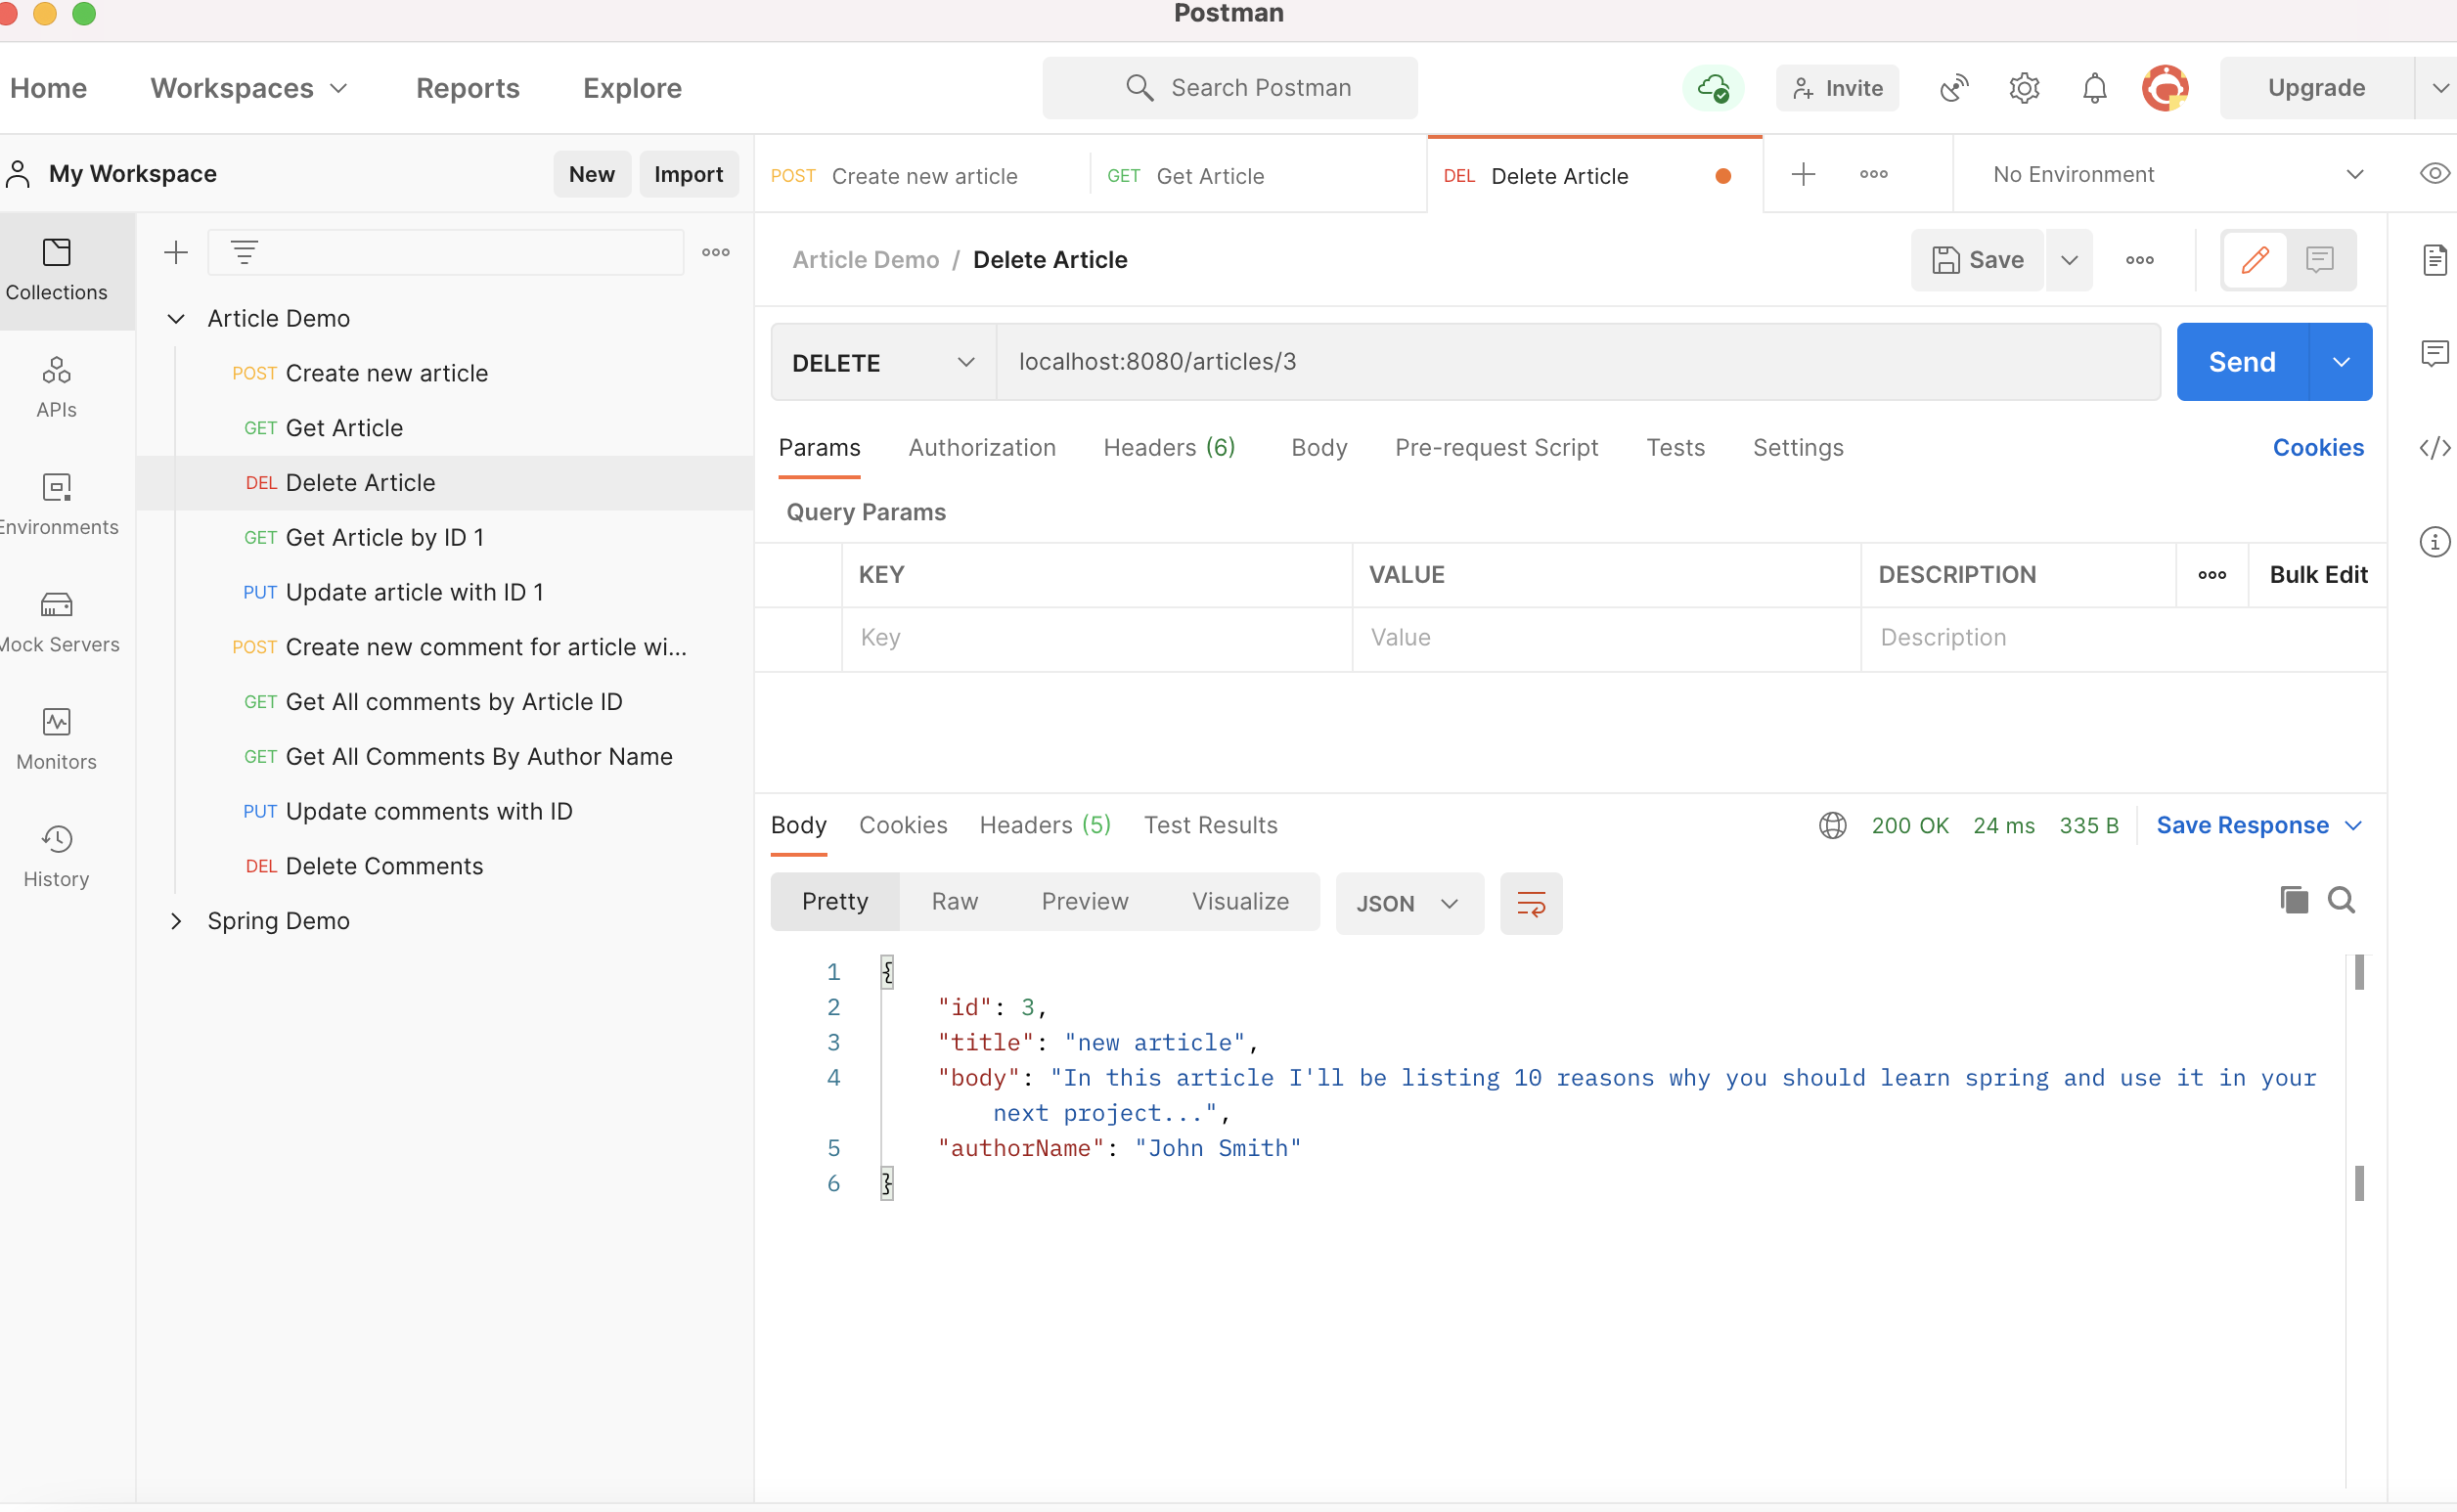 Postman
Home Workspaces Reports Explore Search Postman Invite Upgrade
My Workspace New Import POST Create new article GET Get Article DEL Delete Article No Environment
Collections
APIs
Environments
Mock Servers
Monitors
History
Article Demo
POST Create new article
GET Get Article
DEL Delete Article
GET Get Article by ID 1
PUT Update article with ID 1
POST Create new comment for article wi...
GET Get All comments by Article ID
GET Get All Comments By Author Name
PUT Update comments with ID
DEL Delete Comments
Spring Demo
Article Demo / Delete Article Save
DELETE localhost:8080/articles/3 Send
Params Authorization Headers (6) Body Pre-request Script Tests Settings Cookies
Query Params
KEY VALUE DESCRIPTION Bulk Edit
Key Value Description
Body Cookies Headers (5) Test Results 200 OK 24 ms 335 B Save Response
Pretty Raw Preview Visualize JSON
1 {
2 "id": 3,
3 "title": "new article",
4 "body": "In this article I'll be listing 10 reasons why you should learn spring and use it in your
next project...",
5 "authorName": "John Smith"
6 }